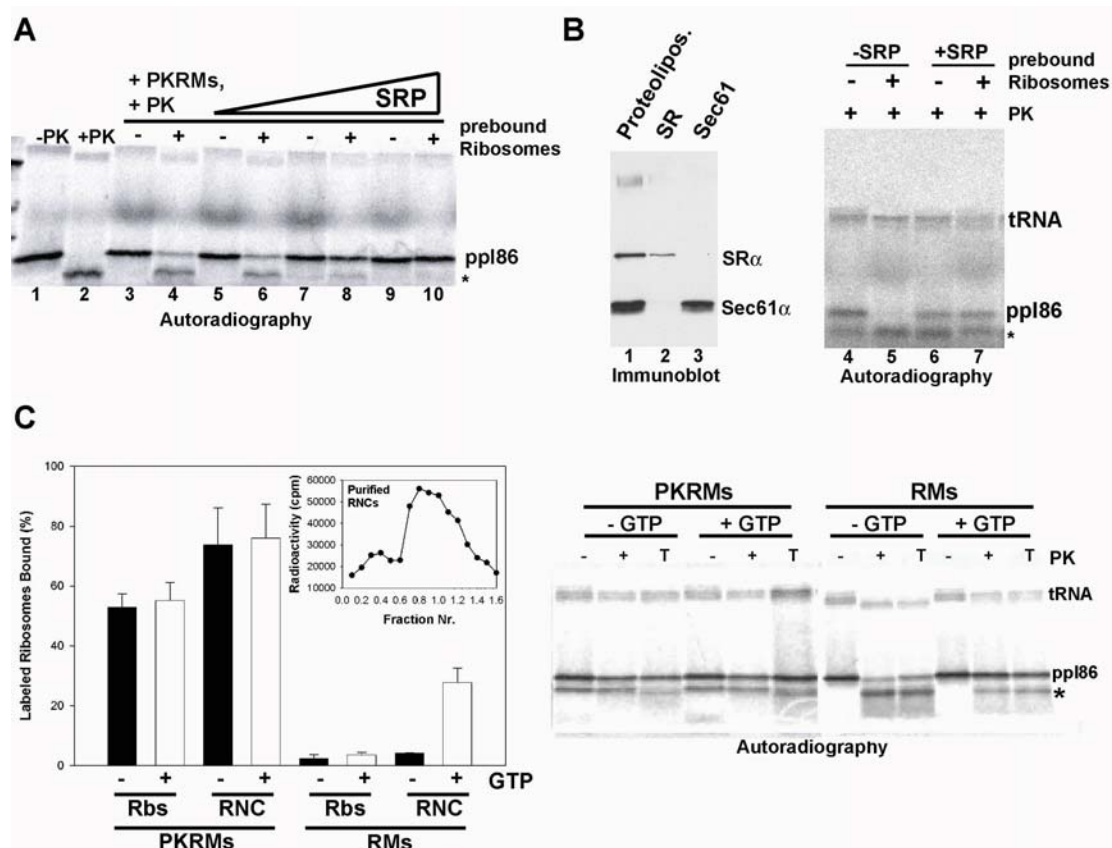 A
+ PKRMs,
+ PK
SRP
-PK +PK - + - + - + - +
prebound
Ribosomes
ppl86
*
1 2 3 4 5 6 7 8 9 10
Autoradiography
B
Proteolipos.
SR
Sec61
SRα
Sec61α
1 2 3
Immunoblot
-SRP +SRP
prebound
- + - + Ribosomes
+ + + + PK
tRNA
ppl86
*
4 5 6 7
Autoradiography
C
Labeled Ribosomes Bound (%)
100
80
60
40
20
0
Purified
RNCs
Radioactivity (cpm)
60000
50000
40000
30000
20000
10000
0.0 0.2 0.4 0.6 0.8 1.0 1.2 1.4 1.6
Fraction Nr.
- + - + - + - + GTP
Rbs RNC Rbs RNC
PKRMs RMs
PKRMs RMs
- GTP + GTP - GTP + GTP
- + T - + T - + T - + T PK
tRNA
ppl86
*
Autoradiography